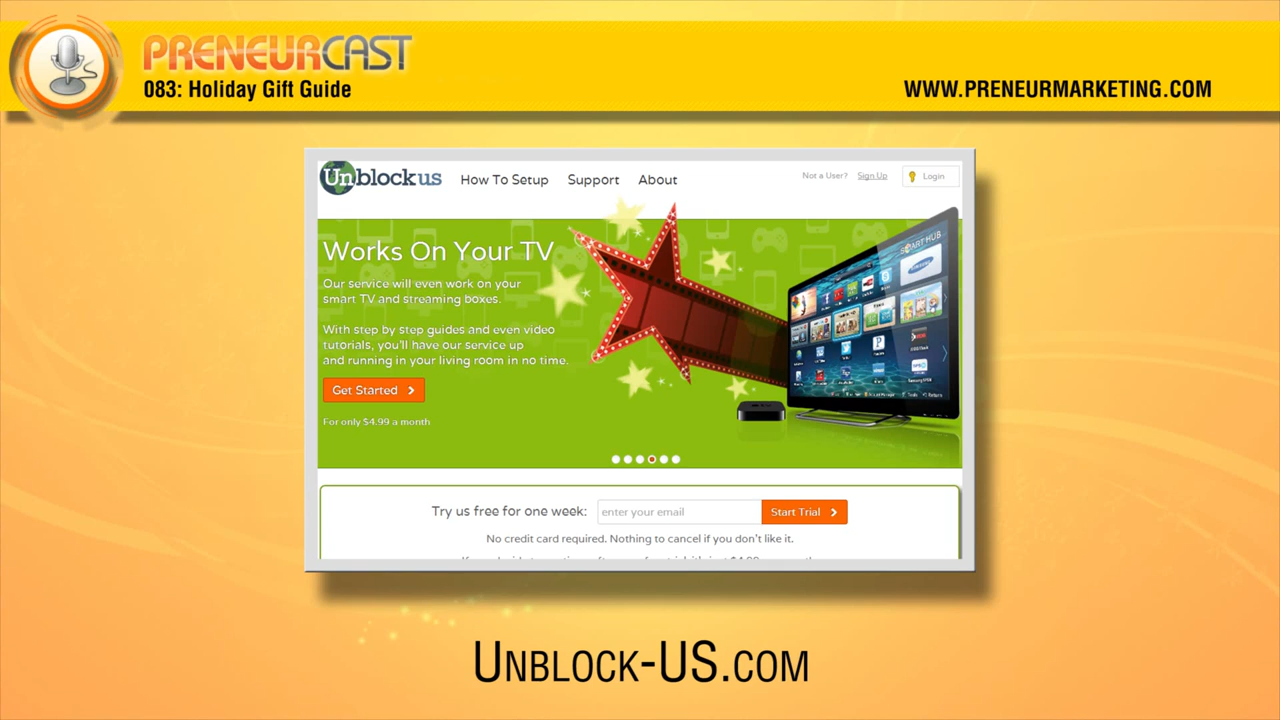 PRENEURCAST
083: Holiday Gift Guide
WWW.PRENEURMARKETING.COM
Unblockus
How To Setup
Support
About
Not a User? Sign Up
Login
Works On Your TV
Our service will even work on your
smart TV and streaming boxes.
With step by step guides and even video
tutorials, you'll have our service up
and running in your living room in no time.
Get Started
For only $4.99 a month
SMART HUB
SAMSUNG
Try us free for one week:
enter your email
Start Trial
No credit card required. Nothing to cancel if you don't like it.
UNBLOCK-US.COM